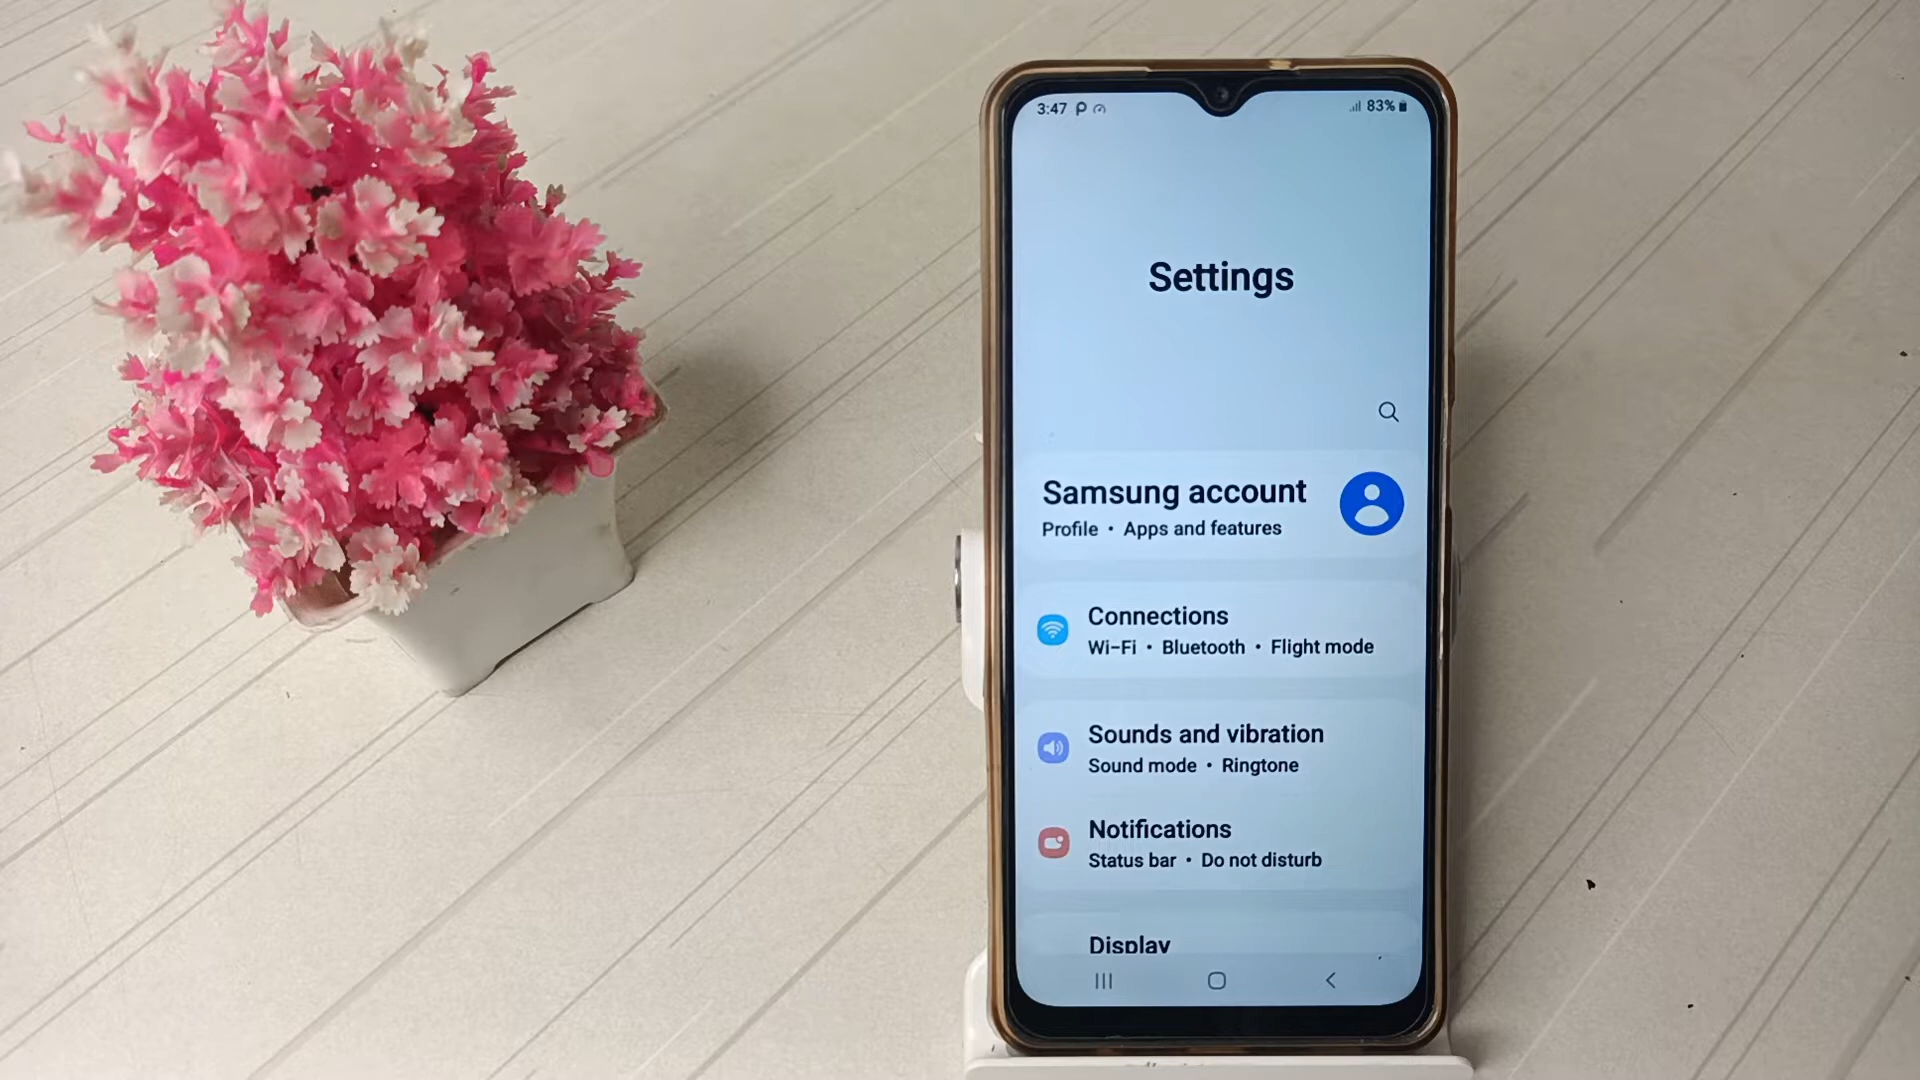 3:47
83%
Settings
Samsung account
Profile • Apps and features
Connections
Wi-Fi • Bluetooth • Flight mode
Sounds and vibration
Sound mode • Ringtone
Notifications
Status bar • Do not disturb
Display